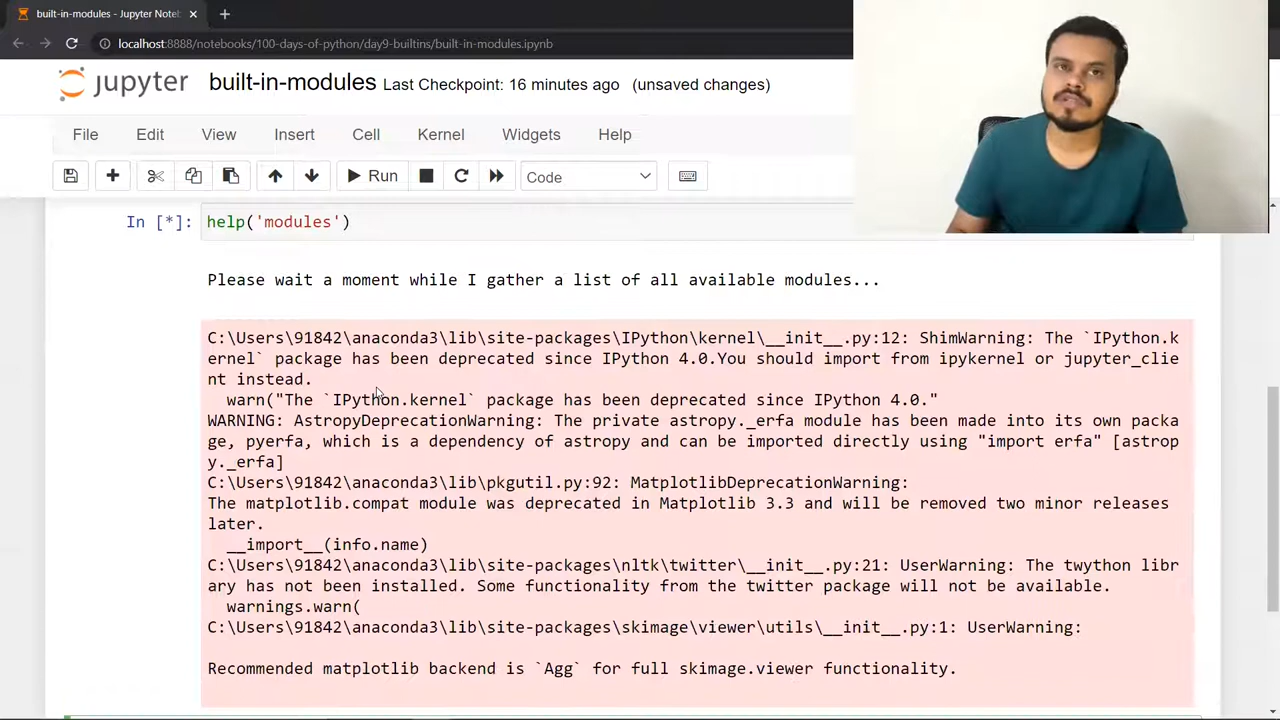 built-in-modules - Jupyter Noteb
localhost:8888/notebooks/100-days-of-python/day9-builtins/built-in-modules.ipynb
jupyter built-in-modules Last Checkpoint: 16 minutes ago (unsaved changes)
File Edit View Insert Cell Kernel Widgets Help
Run Code
In [*]: help('modules')
Please wait a moment while I gather a list of all available modules...
C:\Users\91842\anaconda3\lib\site-packages\IPython\kernel\__init__.py:12: ShimWarning: The `IPython.k
ernel` package has been deprecated since IPython 4.0.You should import from ipykernel or jupyter_clie
nt instead.
warn("The `IPython.kernel` package has been deprecated since IPython 4.0."
WARNING: AstropyDeprecationWarning: The private astropy._erfa module has been made into its own packa
ge, pyerfa, which is a dependency of astropy and can be imported directly using "import erfa" [astrop
y._erfa]
C:\Users\91842\anaconda3\lib\pkgutil.py:92: MatplotlibDeprecationWarning:
The matplotlib.compat module was deprecated in Matplotlib 3.3 and will be removed two minor releases
later.
__import__(info.name)
C:\Users\91842\anaconda3\lib\site-packages\nltk\twitter\__init__.py:21: UserWarning: The twython libr
ary has not been installed. Some functionality from the twitter package will not be available.
warnings.warn(
C:\Users\91842\anaconda3\lib\site-packages\skimage\viewer\utils\__init__.py:1: UserWarning:
Recommended matplotlib backend is `Agg` for full skimage.viewer functionality.